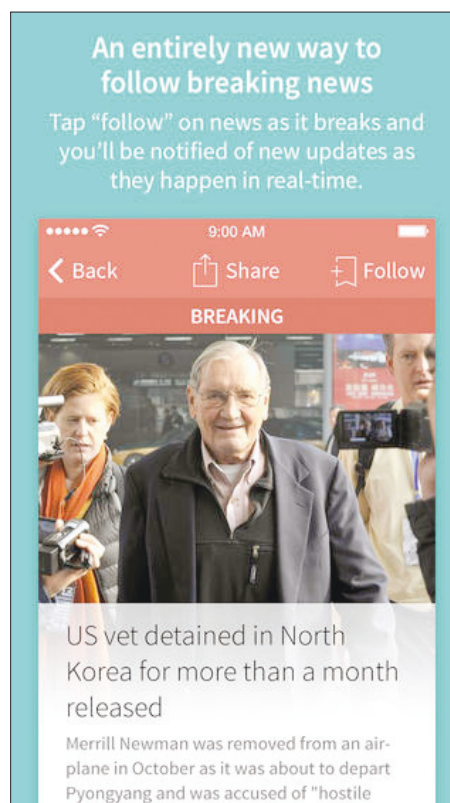 An entirely new way to
follow breaking news
Tap “follow” on news as it breaks and
you’ll be notified of new updates as
they happen in real-time.
9:00 AM
Back
Share
Follow
BREAKING
US vet detained in North
Korea for more than a month
released
Merrill Newman was removed from an air-
plane in October as it was about to depart
Pyongyang and was accused of "hostile